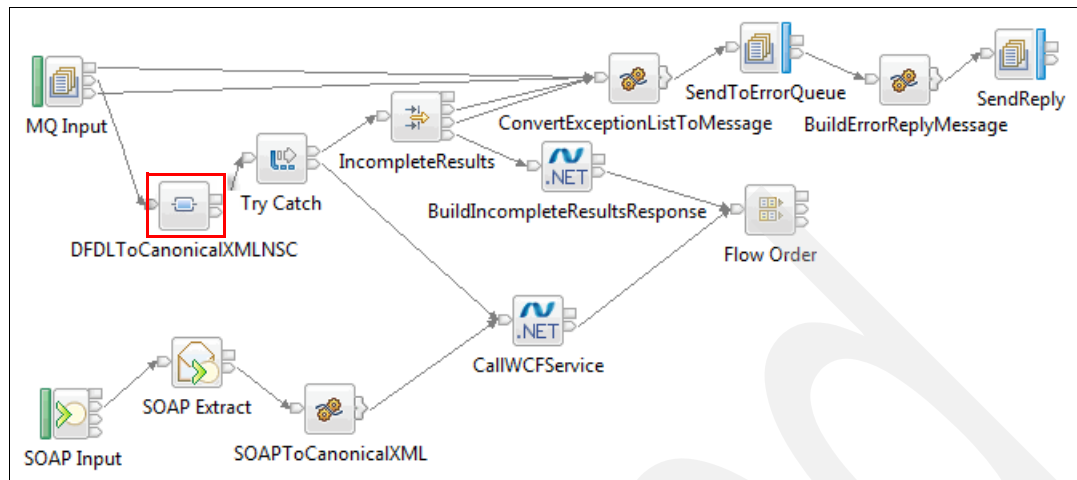 MQ Input
DFDLToCanonicalXMLNSC
Try Catch
IncompleteResults
ConvertExceptionListToMessage
SendToErrorQueue
BuildErrorReplyMessage
SendReply
.NET
BuildIncompleteResultsResponse
Flow Order
.NET
CallWCFService
SOAP Input
SOAP Extract
SOAPToCanonicalXML